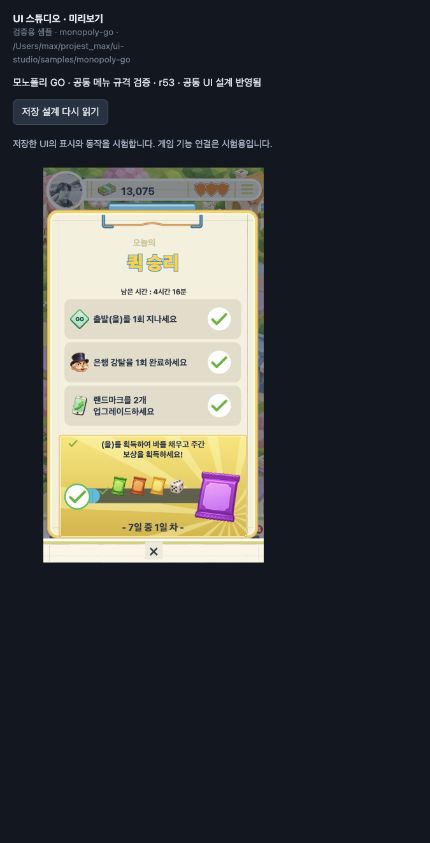 UI 스튜디오 · 미리보기
검증용 샘플 · monopoly-go ·
/Users/max/projest_max/ui-
studio/samples/monopoly-go
모노폴리 GO · 공동 메뉴 규격 검증 · r53 · 공동 UI 설계 반영됨
저장 설계 다시 읽기
저장한 UI의 표시와 동작을 시험합니다. 게임 기능 연결은 시험용입니다.
13,075
오늘의
퀵 승리
남은 시간 : 4시간 16분
GO
출발(을)을 1회 지나세요
은행 강탈을 1회 완료하세요
랜드마크를 2개
업그레이드하세요
(을)를 획득하여 바를 채우고 주간
보상을 획득하세요!
- 7일 중 1일 차 -